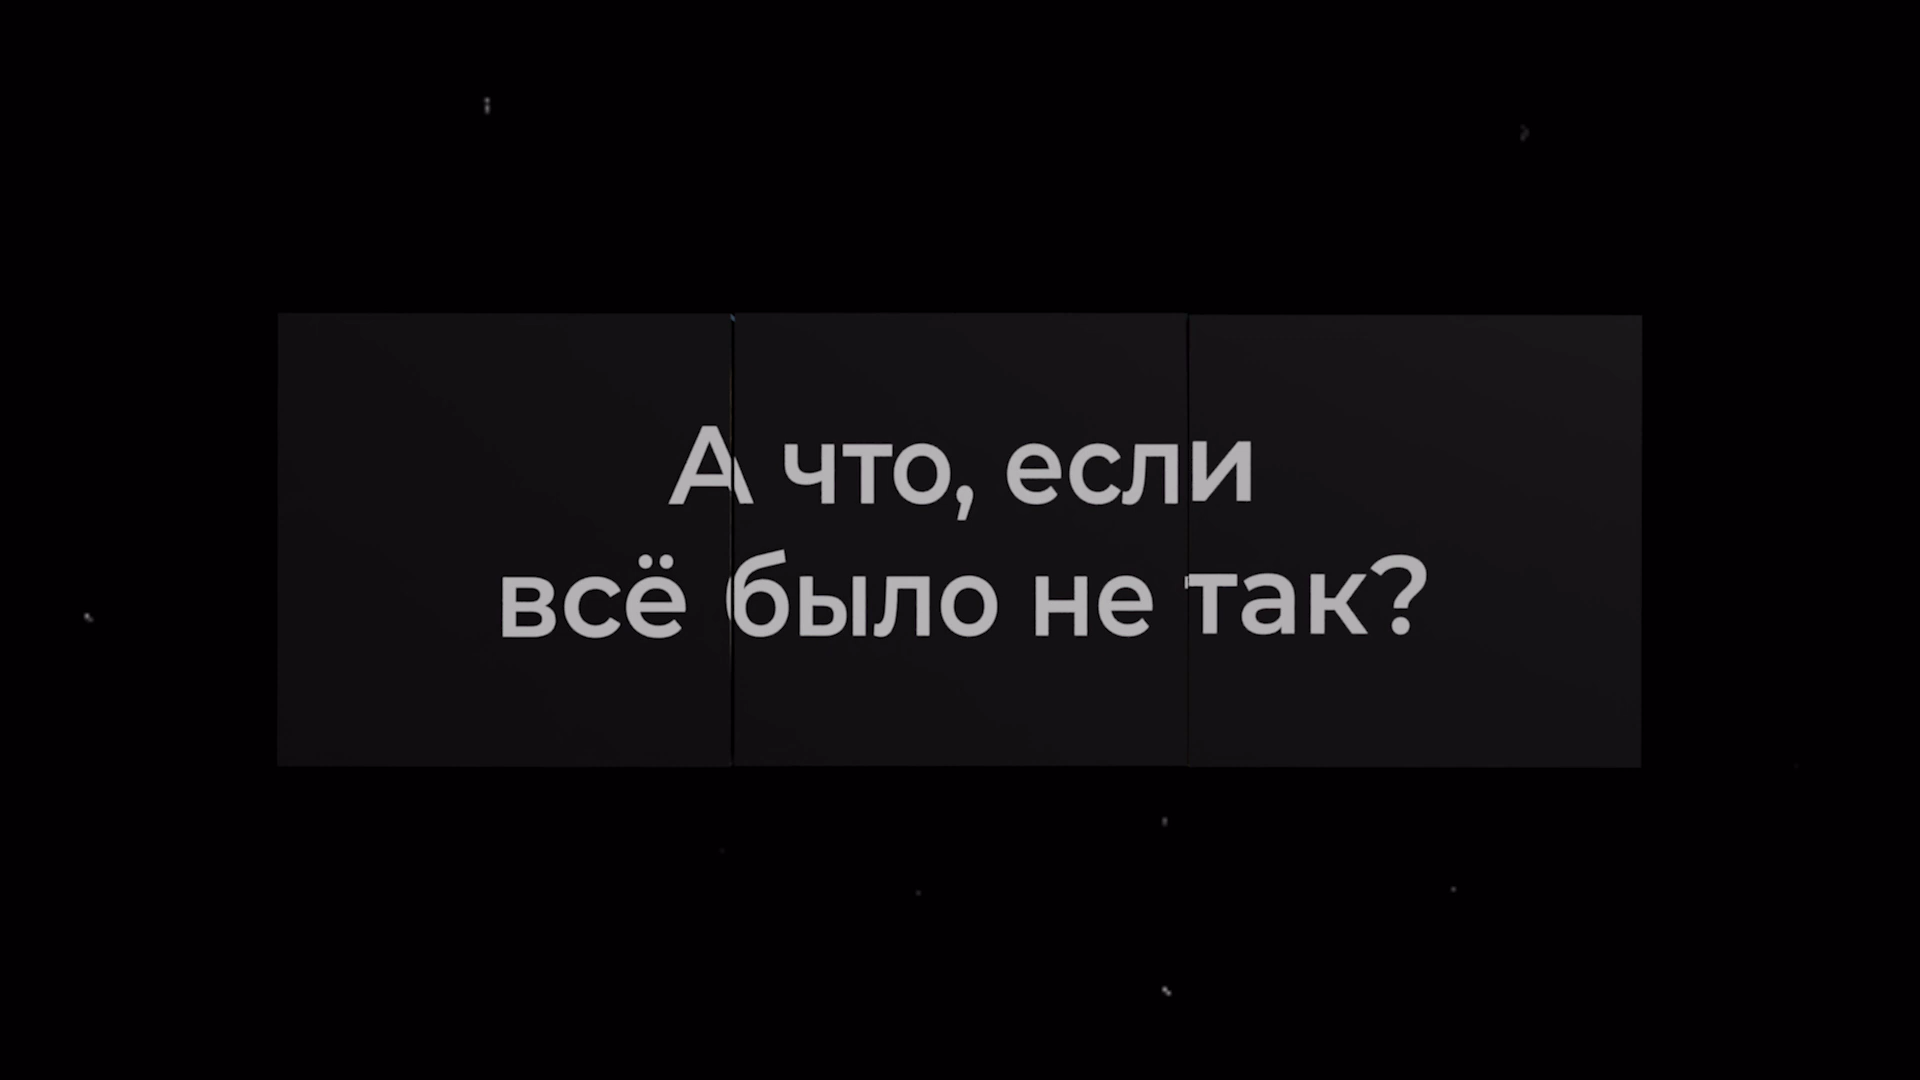 А что, если
всё было не так?